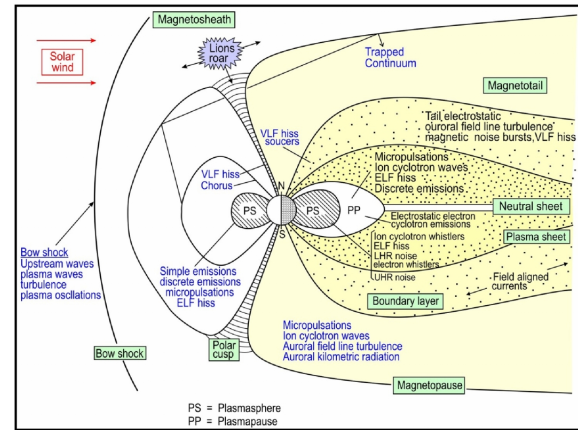 Magnetosheath
Solar
wind
Lions
roar
Trapped
Continuum
Magnetotail
Tail electrostatic
ouroral field line turbulence
magnetic noise bursts, VLF hiss
VLF hiss
soucers
Micropulsations
Ion cyclotron waves
ELF hiss
Discrete emissions
VLF hiss
Chorus
N
PS
PS
PP
S
Neutral sheet
Electrostatic electron
cyclotron emissions
Plasma sheet
Ion cyclotron whistlers
ELF hiss
LHR noise
electron whistlers
UHR noise
Bow shock
Upstream waves
plasma waves
turbulence
plasma oscllations
Simple emissions
discrete emissions
micropulsations
ELF hiss
Field aligned
currents
Boundary layer
Micropulsations
Ion cyclotron waves
Auroral field line turbulence
Auroral kilometric radiation
Bow shock
Polar
cusp
Magnetopause
PS = Plasmasphere
PP = Plasmapause